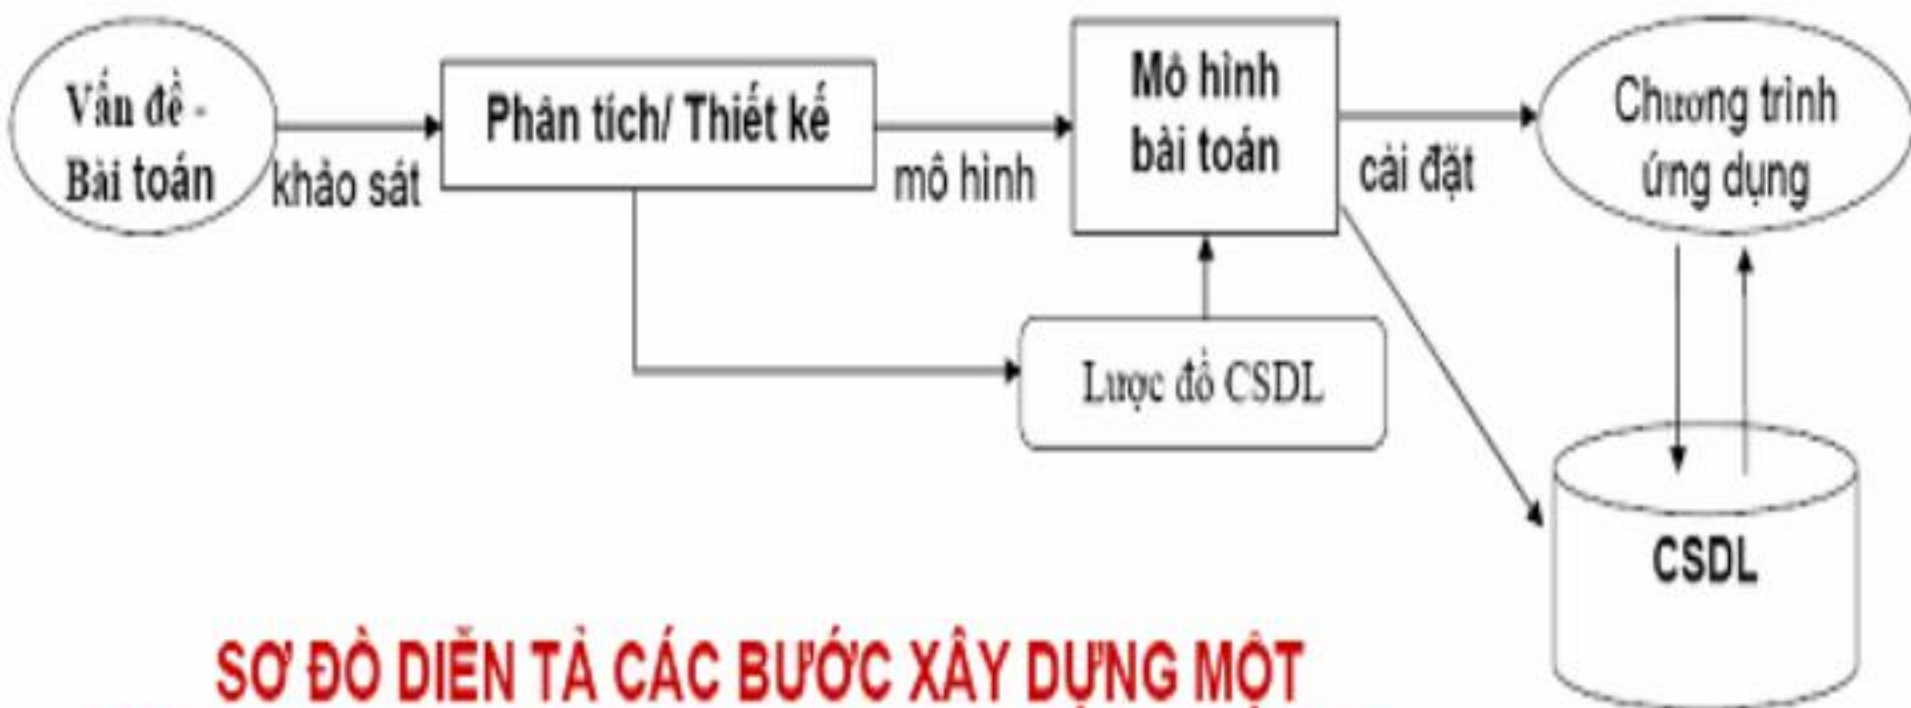 Vấn đề -
Bài toán
khảo sát
Phân tích/ Thiết kế
mô hình
Mô hình
bài toán
cài đặt
Chương trình
ứng dụng
Lược đồ CSDL
CSDL
SƠ ĐỒ DIỄN TẢ CÁC BƯỚC XÂY DỰNG MỘT